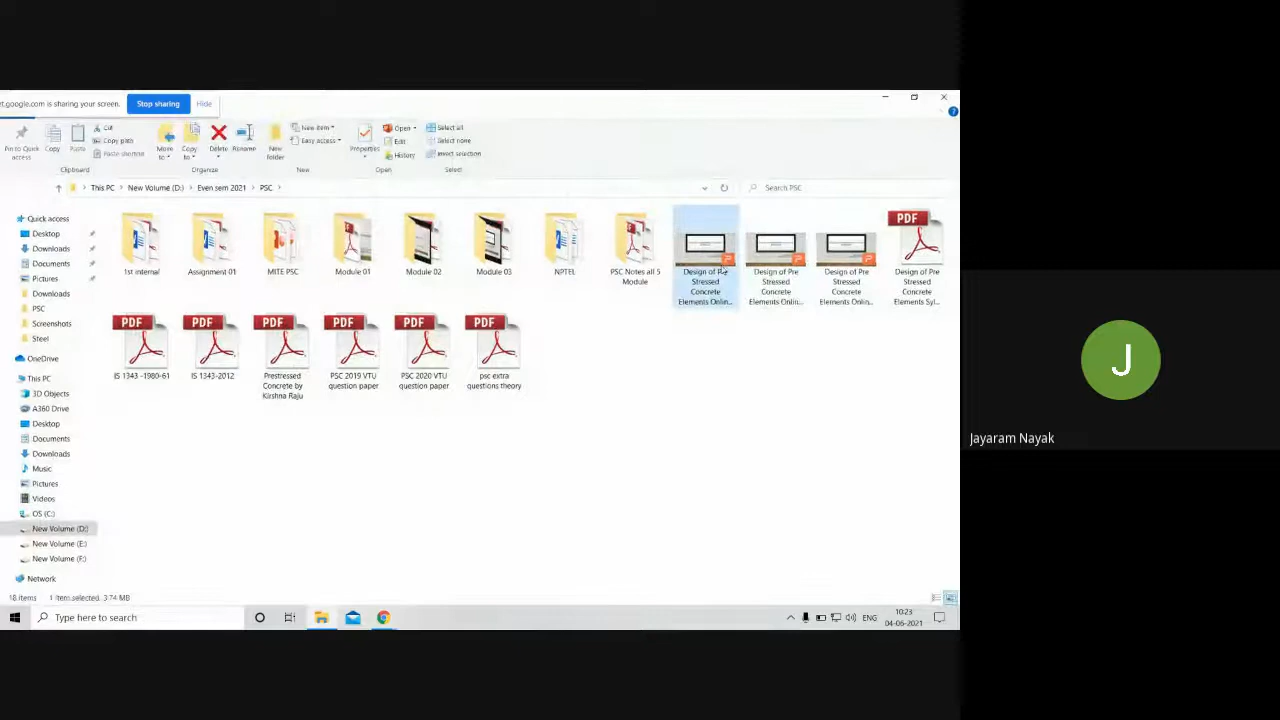 et.google.com is sharing your screen. Stop sharing Hide
Pin to Quick access
Copy
Paste
Cut
Copy path
Paste shortcut
Clipboard
Move to
Copy to
Delete
Rename
Organize
New folder
New item
Easy access
New
Properties
Open
Edit
History
Open
Select all
Select none
Invert selection
Select
This PC > New Volume (D:) > Even sem 2021 > PSC >
Search PSC
Quick access
Desktop
Downloads
Documents
Pictures
Downloads
PSC
Screenshots
Steel
OneDrive
This PC
3D Objects
A360 Drive
Desktop
Documents
Downloads
Music
Pictures
Videos
OS (C:)
New Volume (D:)
New Volume (E:)
New Volume (F:)
Network
1st internal
Assignment 01
MITE PSC
Module 01
Module 02
Module 03
NPTEL
PSC Notes all 5
Module
Design of Pre
Stressed
Concrete
Elements Onlin...
Design of Pre
Stressed
Concrete
Elements Onlin...
Design of Pre
Stressed
Concrete
Elements Onlin...
PDF
Design of Pre
Stressed
Concrete
Elements Syl...
PDF
IS 1343 -1980-61
PDF
IS 1343-2012
PDF
Prestressed
Concrete by
Kirshna Raju
PDF
PSC 2019 VTU
question paper
PDF
PSC 2020 VTU
question paper
PDF
psc extra
questions theory
18 items 1 item selected. 3.74 MB
Type here to search
ENG
10:23
04-06-2021
J
Jayaram Nayak